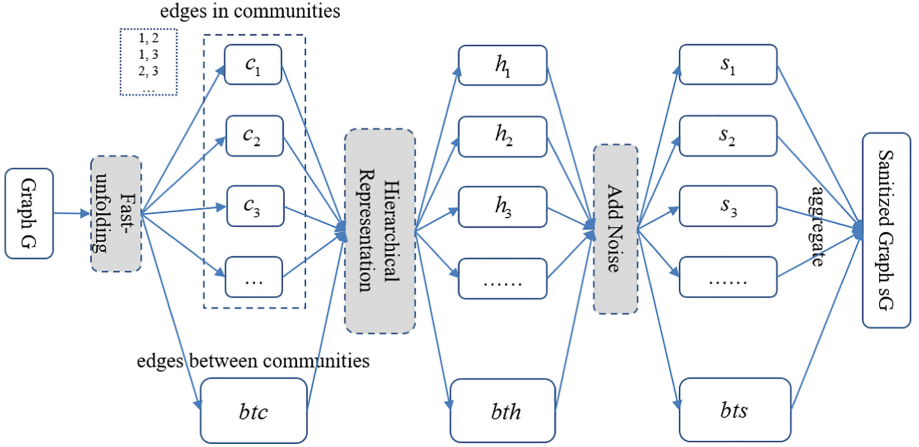 edges in communities
1, 2
1, 3
2, 3
...
Graph G
Fast-
unfolding
c1
c2
c3
...
edges between communities
btc
Hierarchical
Representation
h1
h2
h3
......
bth
Add Noise
s1
s2
s3
......
bts
aggregate
Sanitized Graph sG